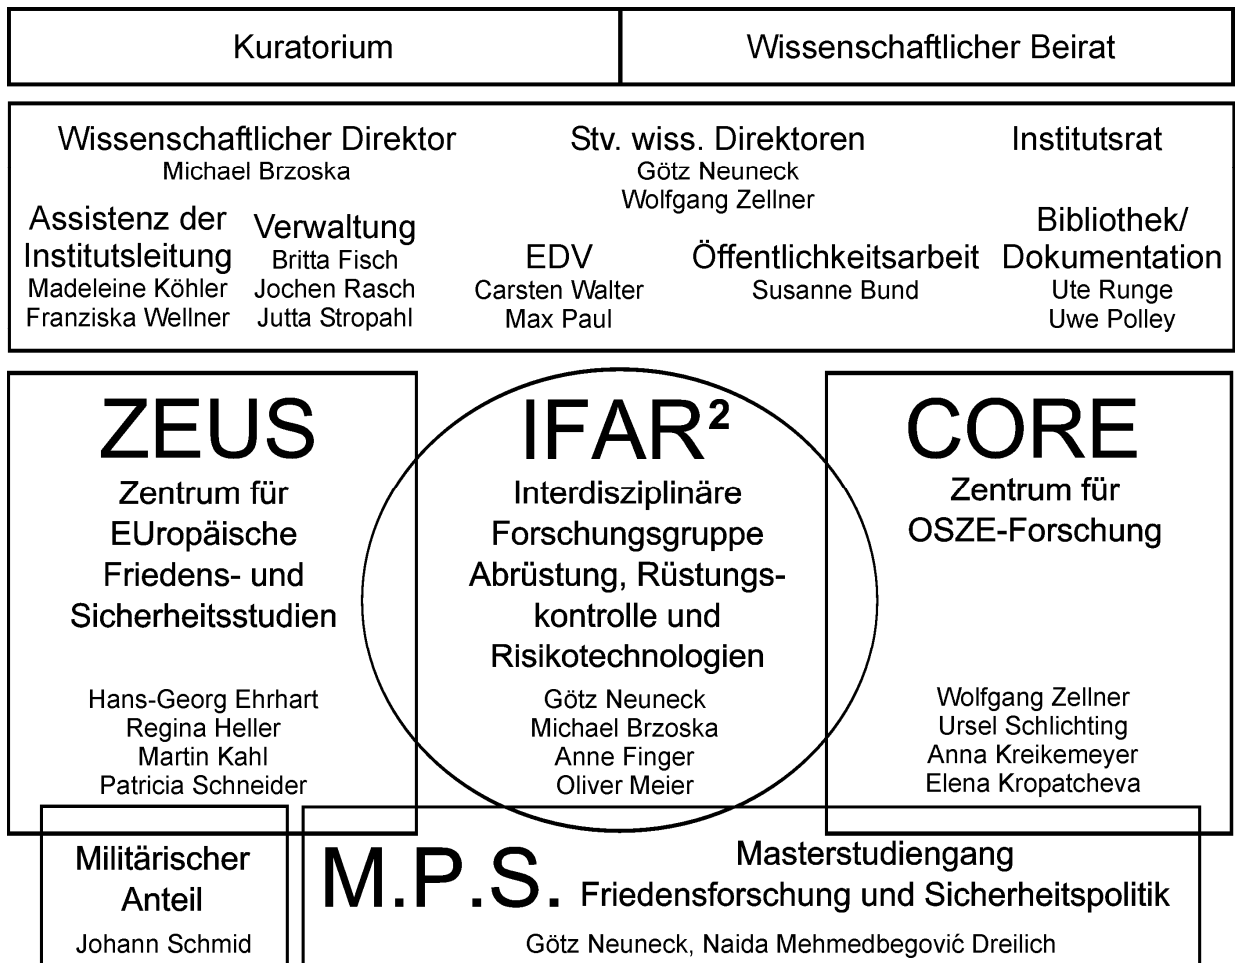 Kuratorium
Wissenschaftlicher Beirat
Wissenschaftlicher Direktor
Michael Brzoska
Stv. wiss. Direktoren
Götz Neuneck
Wolfgang Zellner
Institutsrat
Assistenz der
Institutsleitung
Madeleine Köhler
Franziska Wellner
Verwaltung
Britta Fisch
Jochen Rasch
Jutta Stropahl
EDV
Carsten Walter
Max Paul
Öffentlichkeitsarbeit
Susanne Bund
Bibliothek/
Dokumentation
Ute Runge
Uwe Polley
ZEUS
Zentrum für
EUropäische
Friedens- und
Sicherheitsstudien
Hans-Georg Ehrhart
Regina Heller
Martin Kahl
Patricia Schneider
IFAR²
Interdisziplinäre
Forschungsgruppe
Abrüstung, Rüstungs-
kontrolle und
Risikotechnologien
Götz Neuneck
Michael Brzoska
Anne Finger
Oliver Meier
CORE
Zentrum für
OSZE-Forschung
Wolfgang Zellner
Ursel Schlichting
Anna Kreikemeyer
Elena Kropatcheva
Militärischer
Anteil
Johann Schmid
M.P.S.
Masterstudiengang
Friedensforschung und Sicherheitspolitik
Götz Neuneck, Naida Mehmedbegović Dreilich